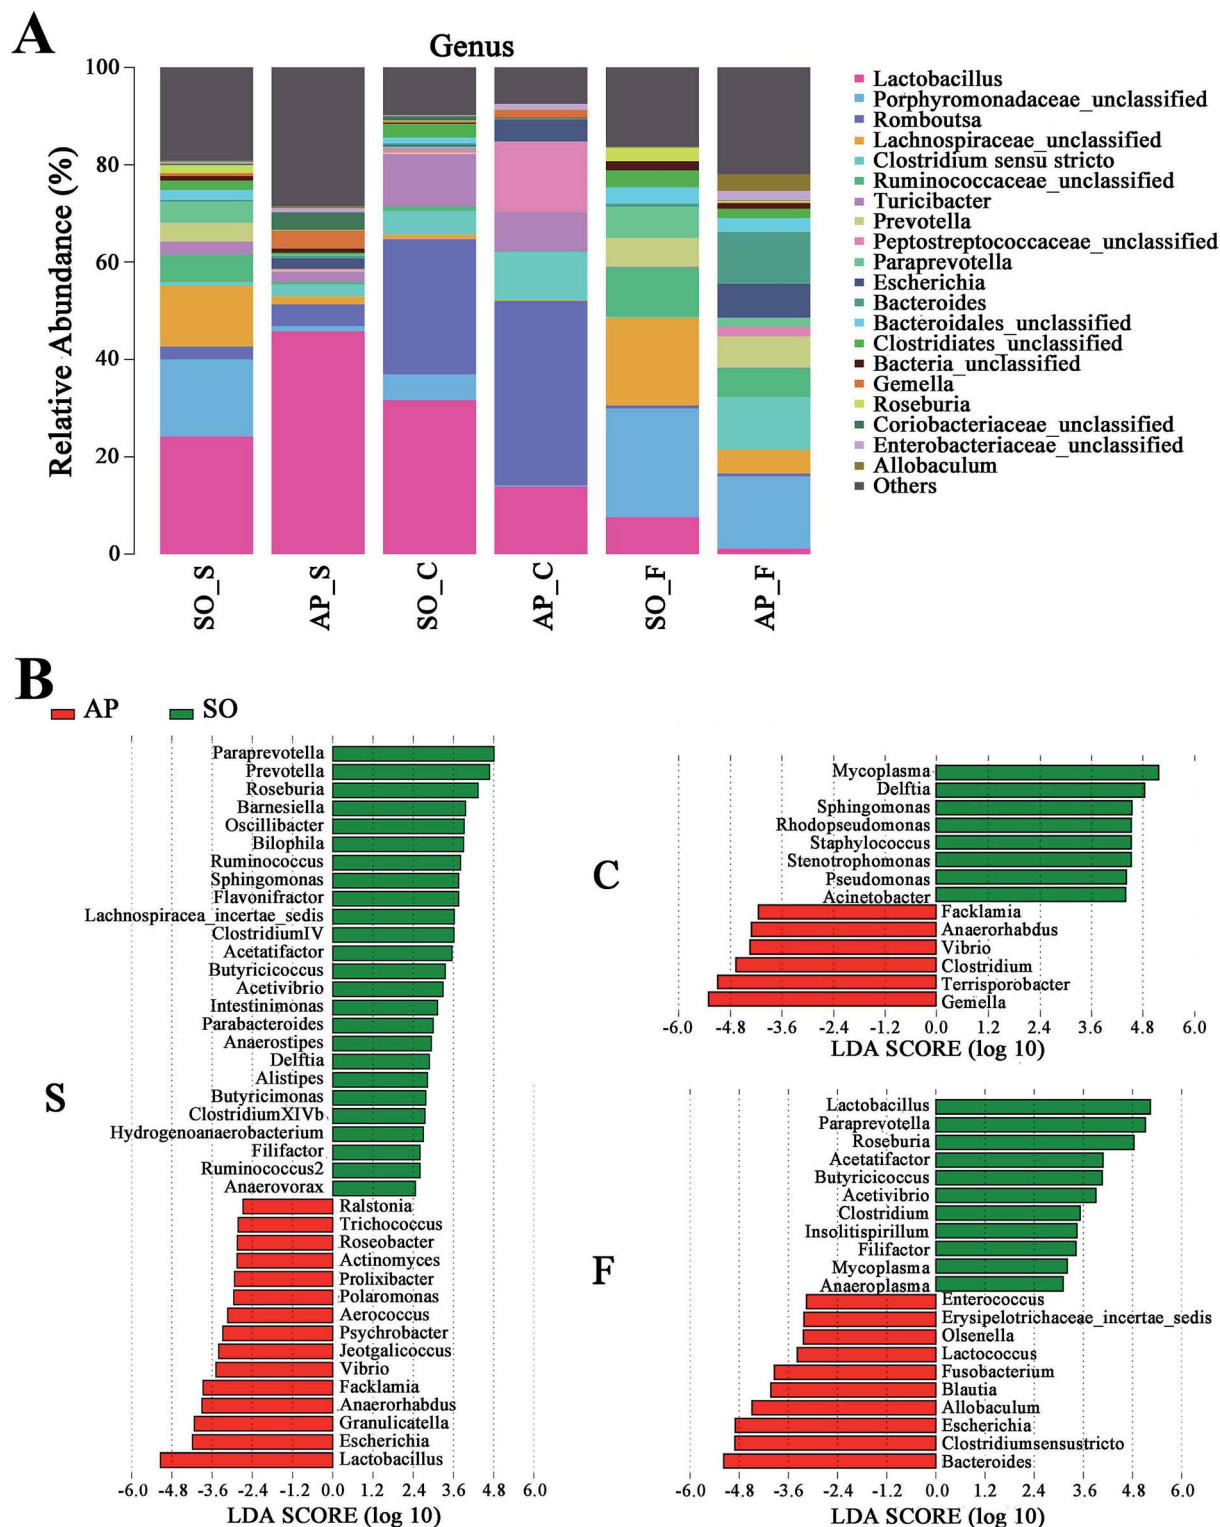 A
Genus
100
80
60
40
20
0
Relative Abundance (%)
SO_S
AP_S
SO_C
AP_C
SO_F
AP_F
Lactobacillus
Porphyromonadaceae_unclassified
Romboutsa
Lachnospiraceae_unclassified
Clostridium sensu stricto
Ruminococcaceae_unclassified
Turicibacter
Prevotella
Peptostreptococcaceae_unclassified
Paraprevotella
Escherichia
Bacteroides
Bacteroidales_unclassified
Clostridiates_unclassified
Bacteria_unclassified
Gemella
Roseburia
Coriobacteriaceae_unclassified
Enterobacteriaceae_unclassified
Allobaculum
Others
B
AP SO
S
Paraprevotella
Prevotella
Roseburia
Barnesiella
Oscillibacter
Bilophila
Ruminococcus
Sphingomonas
Flavonifractor
Lachnospiracea_incertae_sedis
ClostridiumIV
Acetatifactor
Butyricicoccus
Acetivibrio
Intestinimonas
Parabacteroides
Anaerostipes
Delftia
Alistipes
Butyricimonas
ClostridiumXIVb
Hydrogenoanaerobacterium
Filifactor
Ruminococcus2
Anaerovorax
Ralstonia
Trichococcus
Roseobacter
Actinomyces
Prolixibacter
Polaromonas
Aerococcus
Psychrobacter
Jeotgalicoccus
Vibrio
Facklamia
Anaerorhabdus
Granulicatella
Escherichia
Lactobacillus
-6.0 -4.8 -3.6 -2.4 -1.2 0.0 1.2 2.4 3.6 4.8 6.0
LDA SCORE (log 10)
C
Mycoplasma
Delftia
Sphingomonas
Rhodopseudomonas
Staphylococcus
Stenotrophomonas
Pseudomonas
Acinetobacter
Facklamia
Anaerorhabdus
Vibrio
Clostridium
Terrisporobacter
Gemella
-6.0 -4.8 -3.6 -2.4 -1.2 0.0 1.2 2.4 3.6 4.8 6.0
LDA SCORE (log 10)
F
Lactobacillus
Paraprevotella
Roseburia
Acetatifactor
Butyricicoccus
Acetivibrio
Clostridium
Insolitispirillum
Filifactor
Mycoplasma
Anaeroplasma
Enterococcus
Erysipelotrichaceae_incertae_sedis
Olsenella
Lactococcus
Fusobacterium
Blautia
Allobaculum
Escherichia
Clostridiumsensustricto
Bacteroides
-6.0 -4.8 -3.6 -2.4 -1.2 0.0 1.2 2.4 3.6 4.8 6.0
LDA SCORE (log 10)